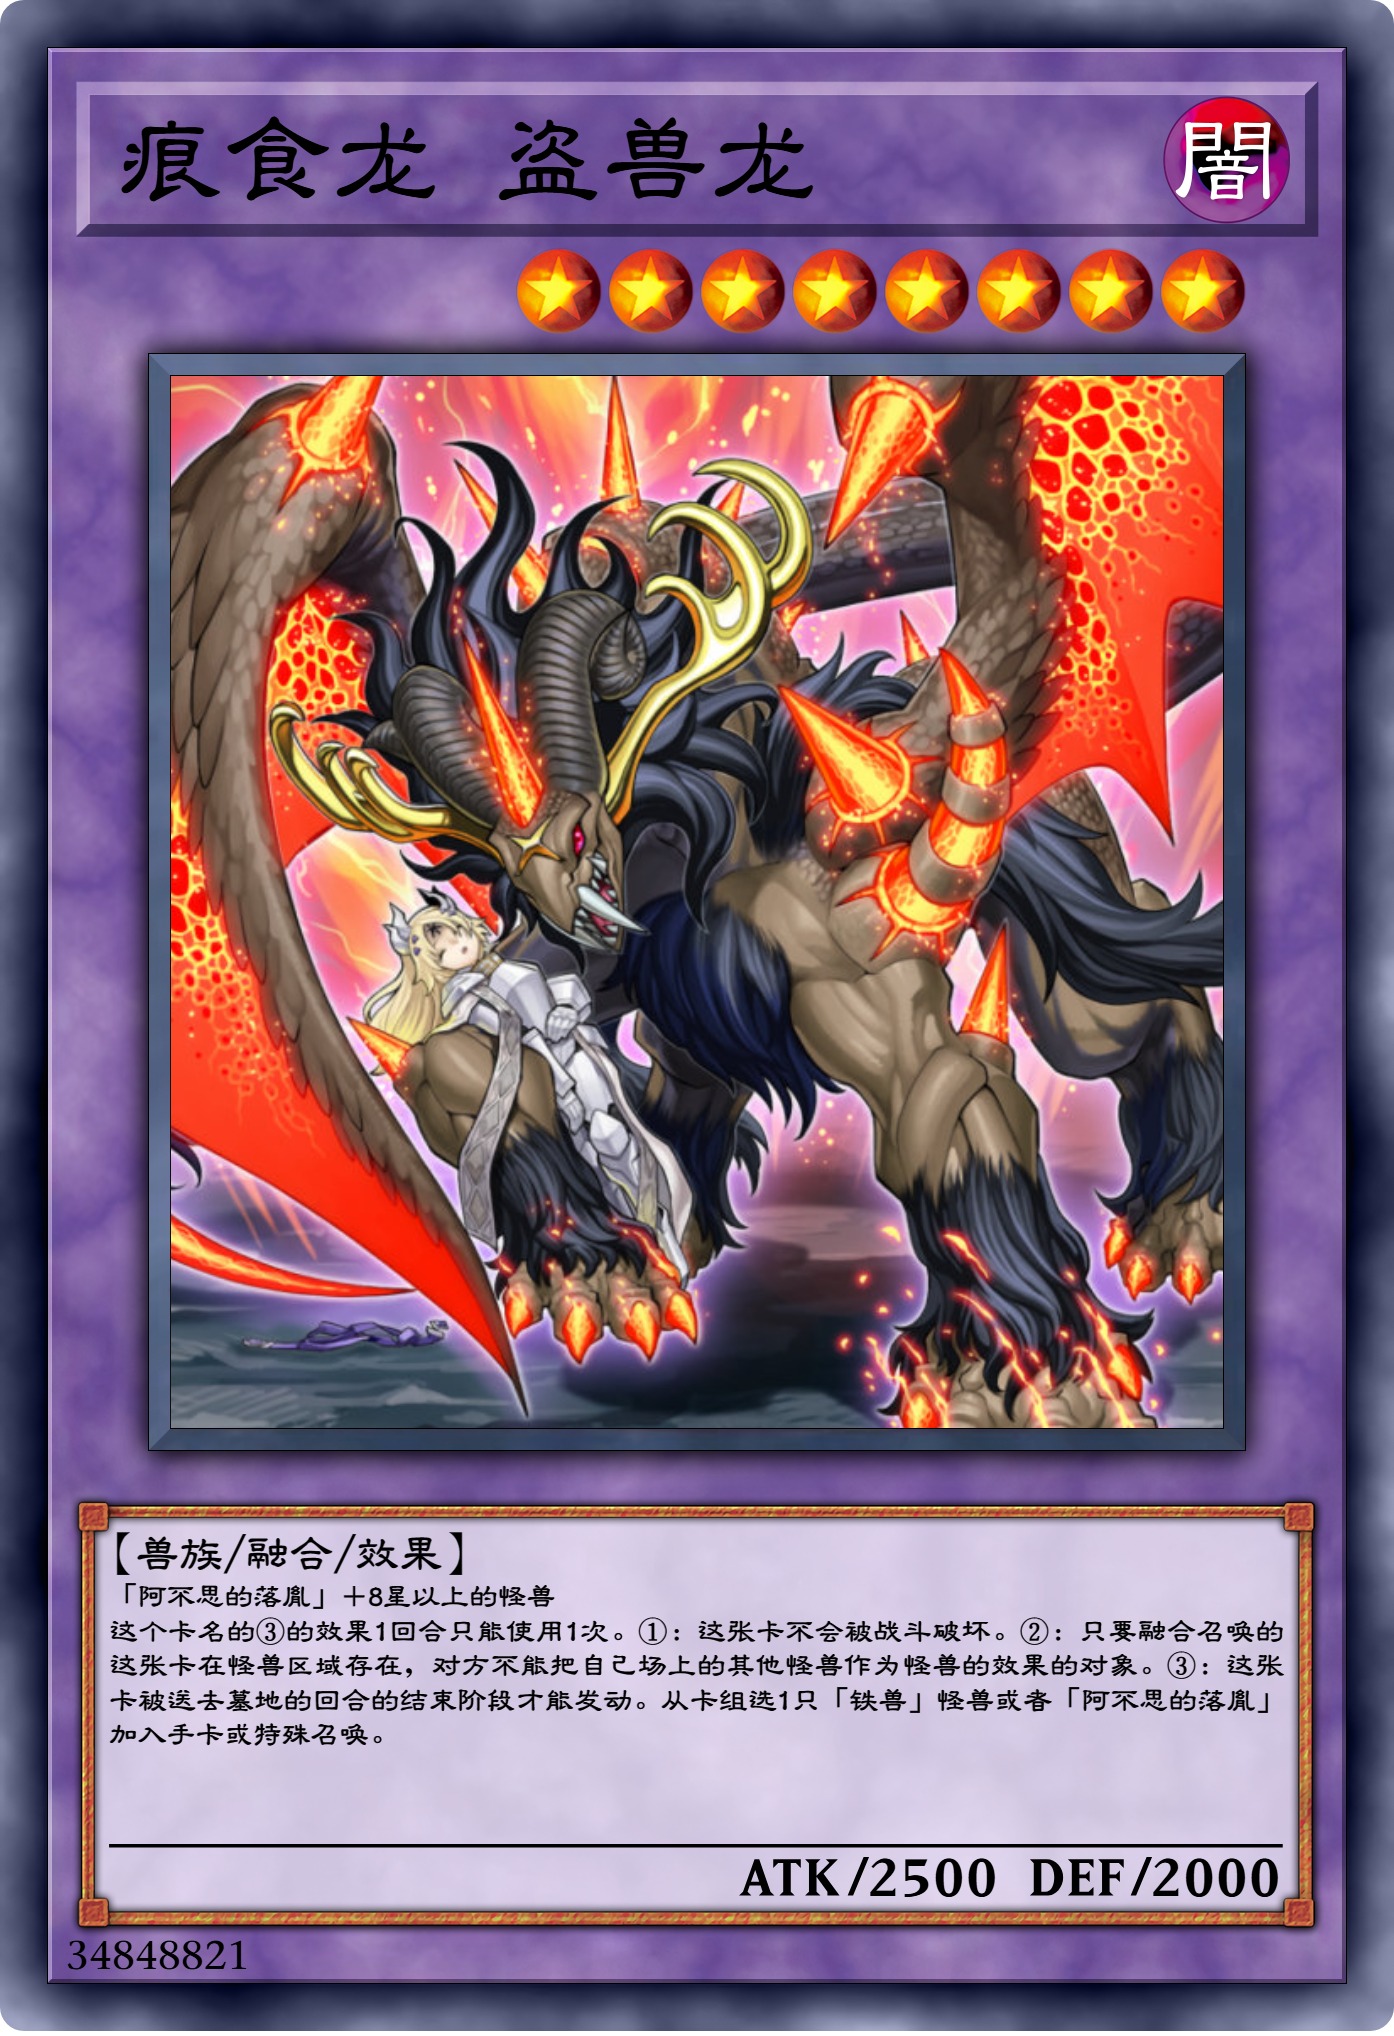 痕食龙 盗兽龙
闇
【兽族/融合/效果】
「阿不思的落胤」＋8星以上的怪兽
这个卡名的③的效果1回合只能使用1次。①：这张卡不会被战斗破坏。②：只要融合召唤的
这张卡在怪兽区域存在，对方不能把自己场上的其他怪兽作为怪兽的效果的对象。③：这张
卡被送去墓地的回合的结束阶段才能发动。从卡组选1只「铁兽」怪兽或者「阿不思的落胤」
加入手卡或特殊召唤。
ATK/2500 DEF/2000
34848821